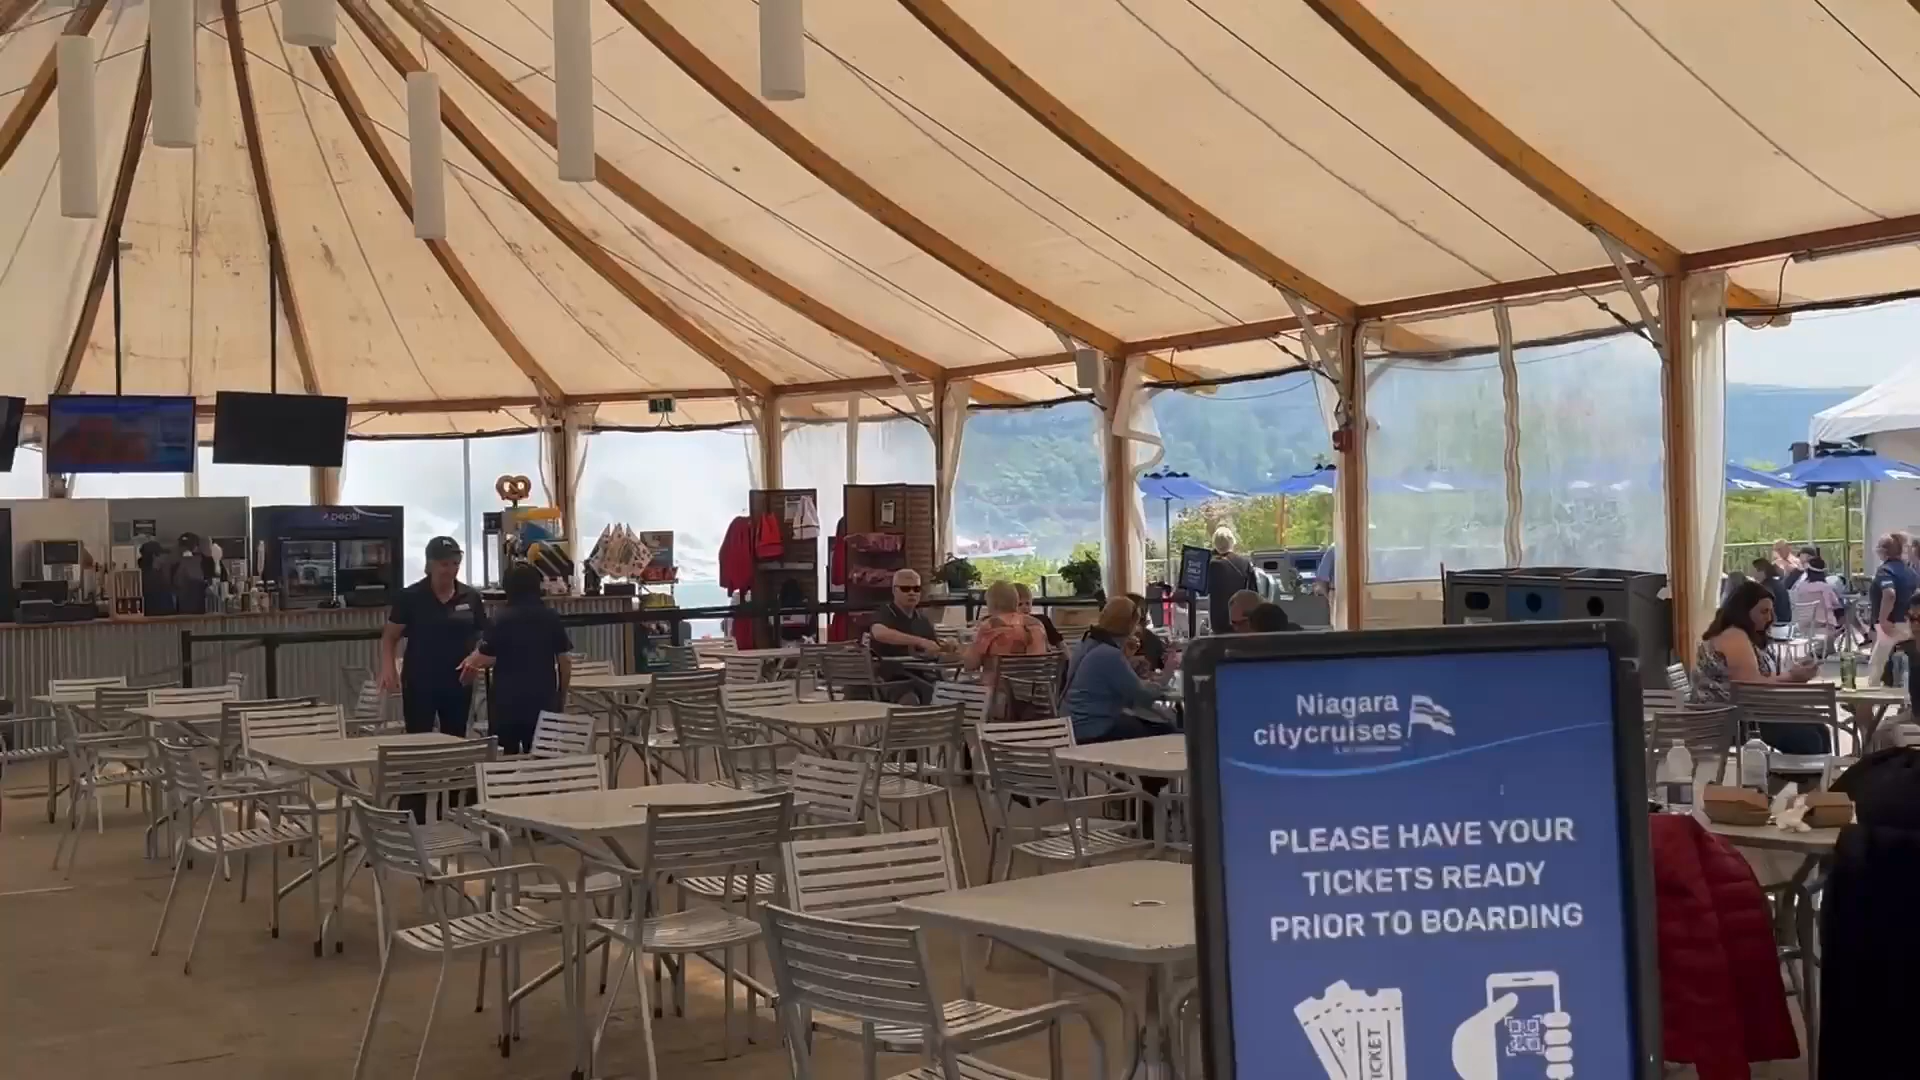 pepsi
Niagara
citycruises
PLEASE HAVE YOUR
TICKETS READY
PRIOR TO BOARDING
TICKET